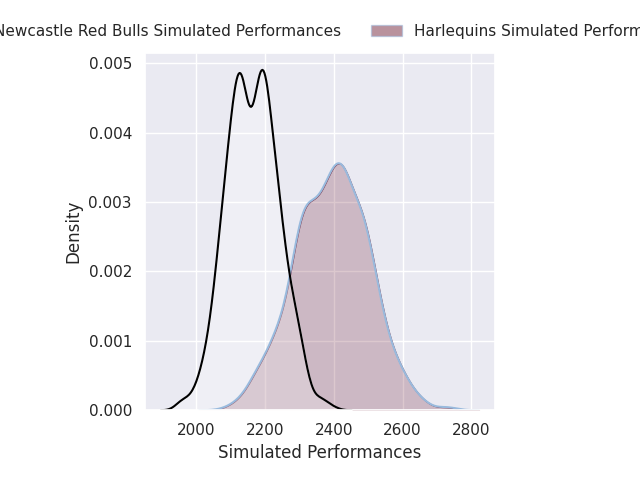 Newcastle Red Bulls Simulated Performances
Harlequins Simulated
0.005
0.004
0.003
0.002
0.001
0.000
Density
2000 2200 2400 2600 2800
Simulated Performances